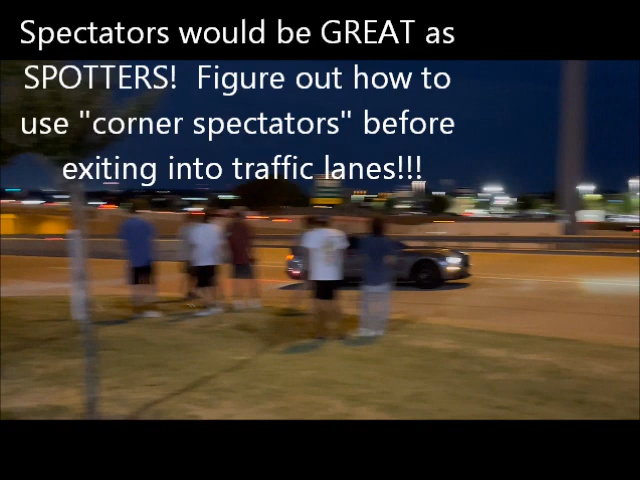 Spectators would be GREAT as
SPOTTERS!  Figure out how to
use "corner spectators" before
exiting into traffic lanes!!!